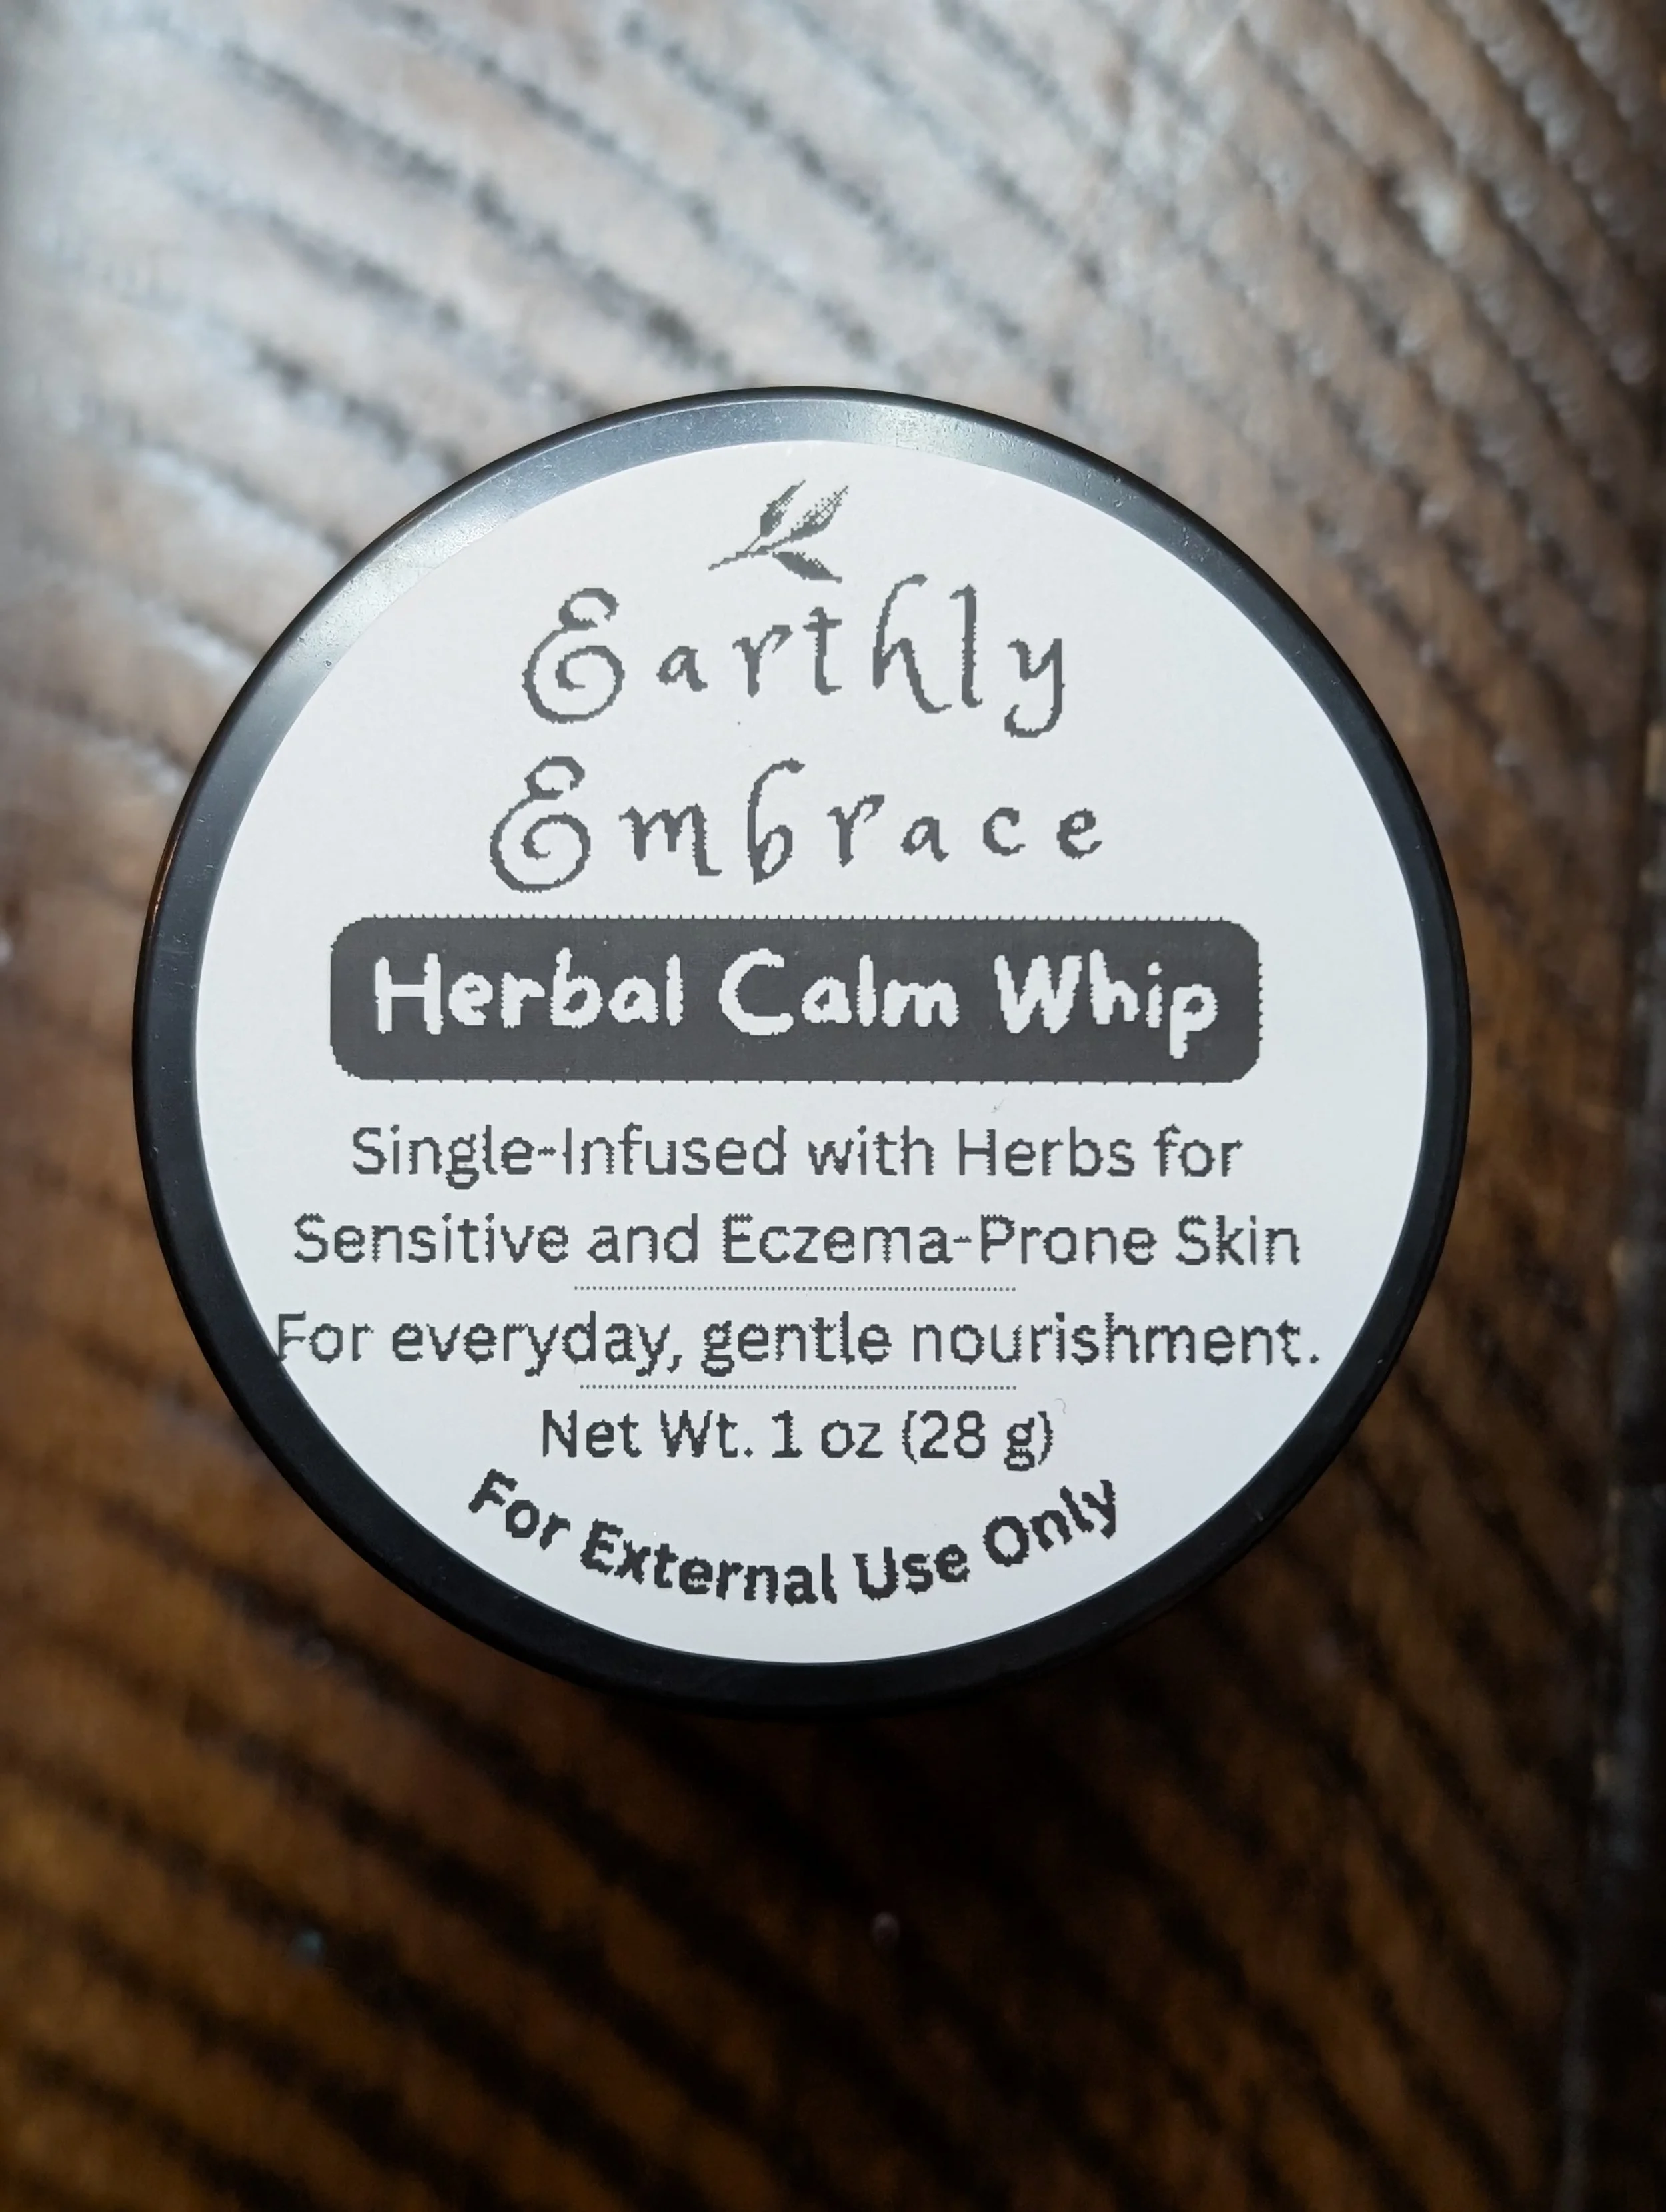 Earthly
Embrace
Herbal Calm Whip
Single-Infused with Herbs for
Sensitive and Eczema-Prone Skin
For everyday, gentle nourishment.
Net Wt. 1 oz (28 g)
For External Use Only